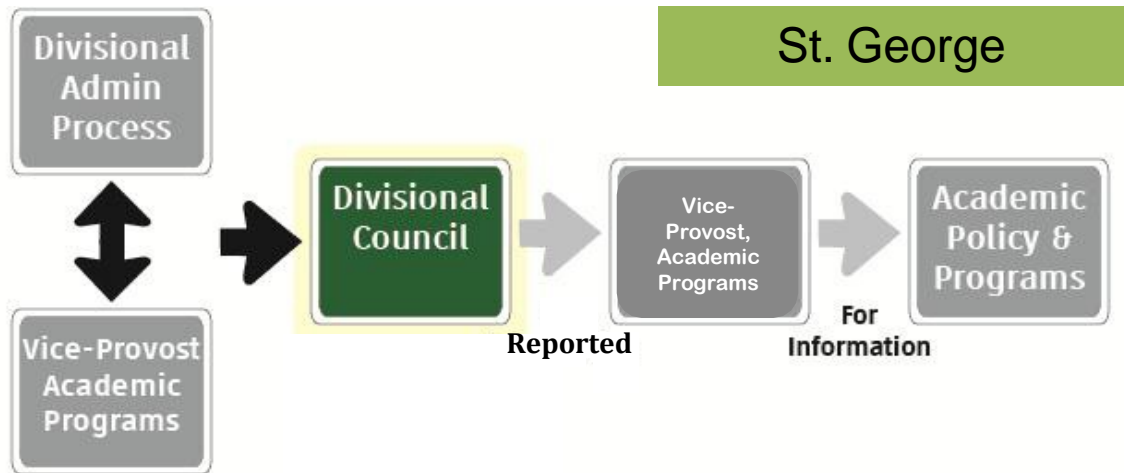 St. George
Divisional
Admin
Process
Vice-Provost
Academic
Programs
Divisional
Council
Reported
Vice-
Provost,
Academic
Programs
For
Information
Academic
Policy &
Programs